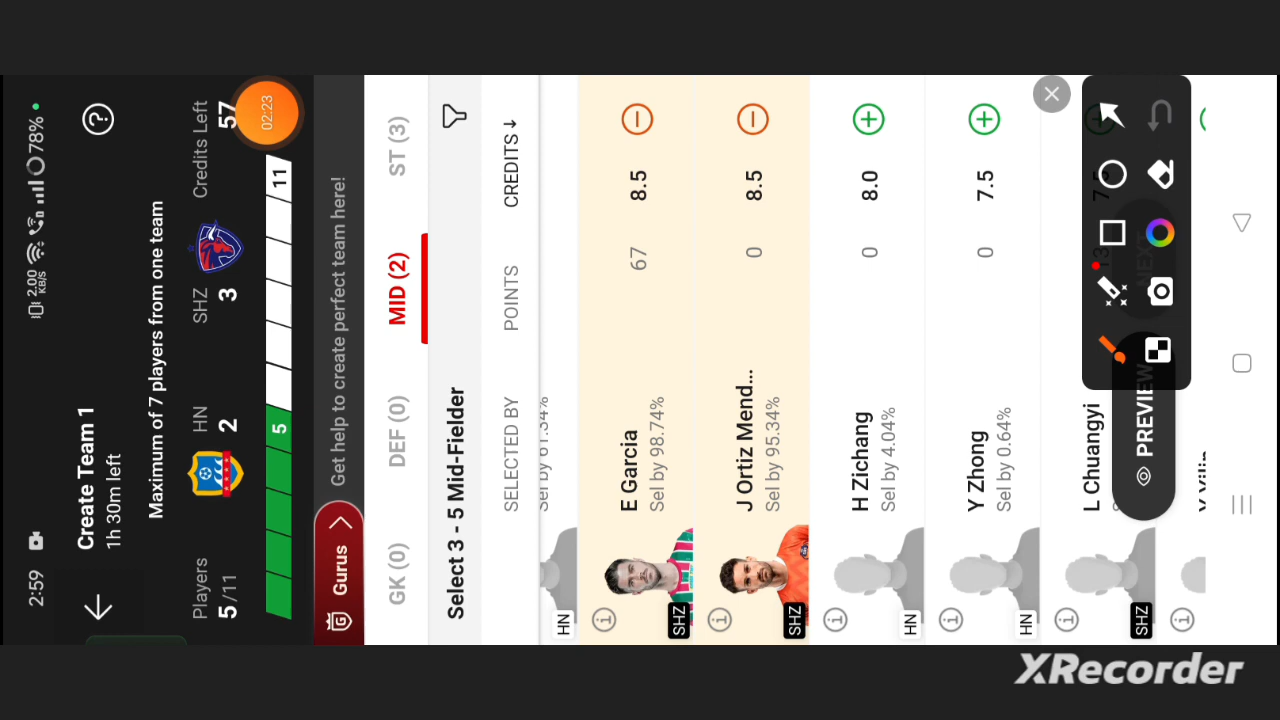 2:59
2.00
KB/S
78%
Create Team 1
1h 30m left
Maximum of 7 players from one team
Players
5/11
HN
2
SHZ
3
Credits Left
57
02:23
5
11
Gurus
Get help to create perfect team here!
GK (0)
DEF (0)
MID (2)
ST (3)
Select 3 - 5 Mid-Fielder
SELECTED BY
POINTS
CREDITS
HN
E Garcia
Sel by 98.74%
67
8.5
SHZ
J Ortiz Mend...
Sel by 95.34%
0
8.5
SHZ
H Zichang
Sel by 4.04%
0
8.0
HN
Y Zhong
Sel by 0.64%
0
7.5
HN
L Chuangyi
SHZ
PREVIEW
NEXT
XRecorder